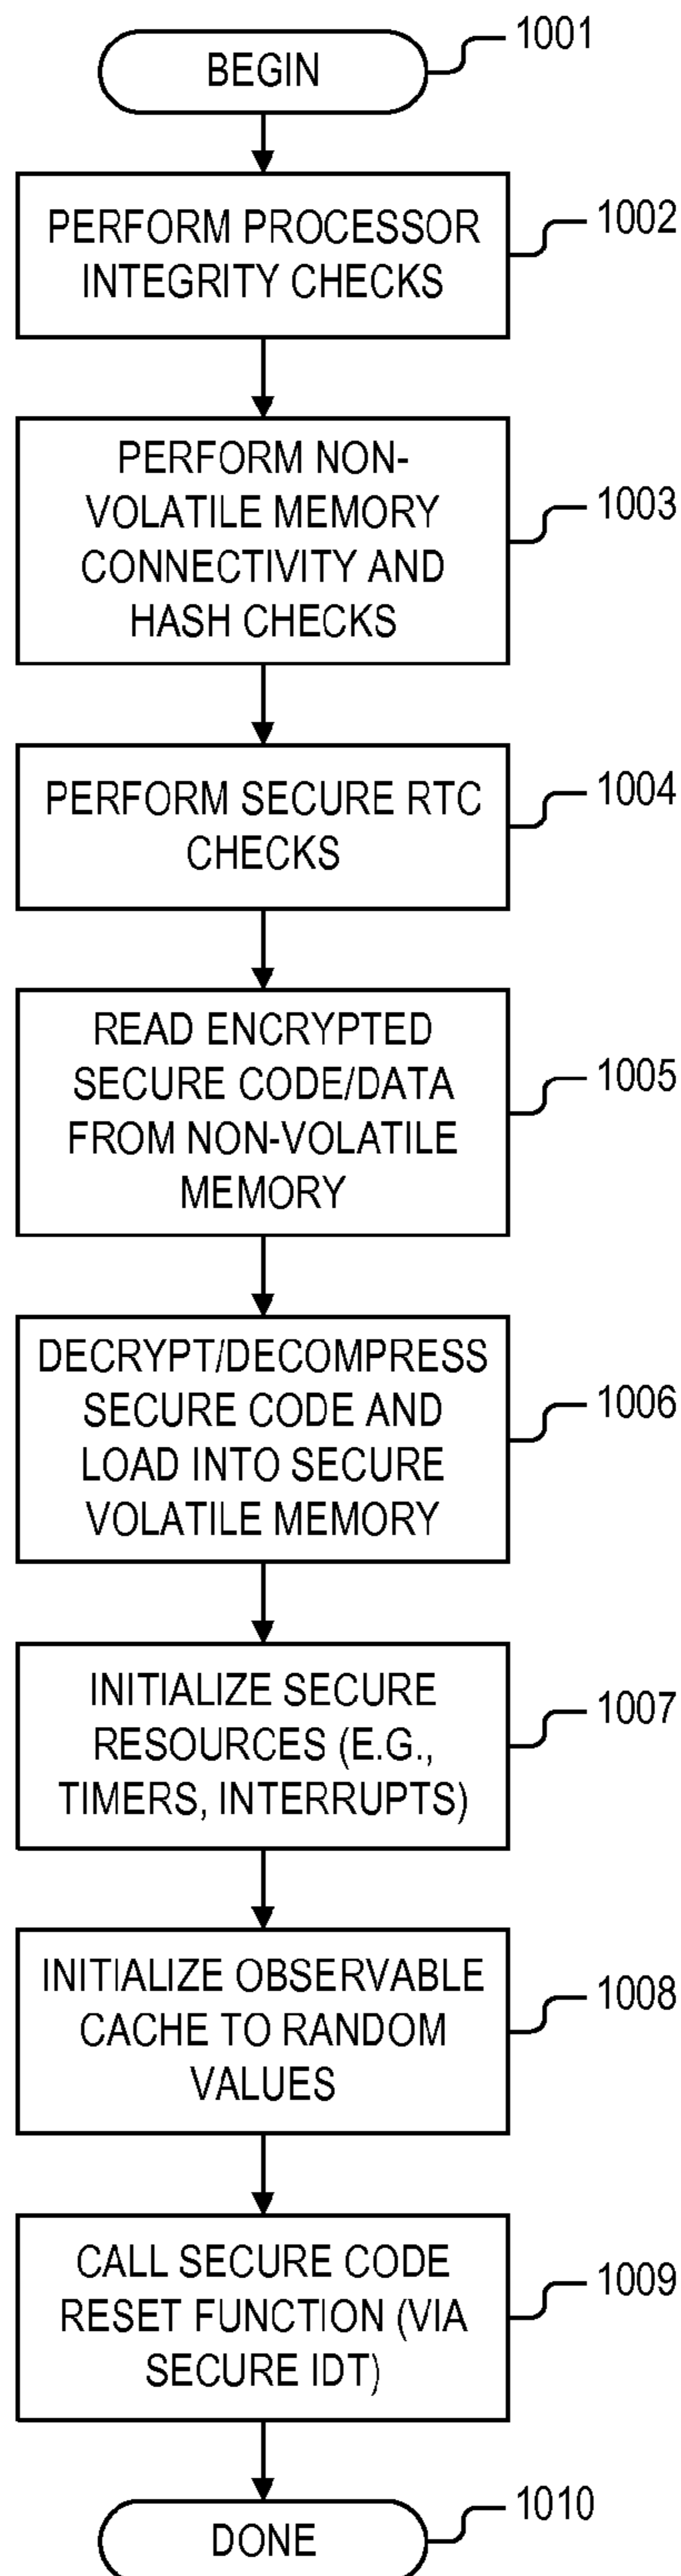 BEGIN
1001
PERFORM PROCESSOR
INTEGRITY CHECKS
1002
PERFORM NON-
VOLATILE MEMORY
CONNECTIVITY AND
HASH CHECKS
1003
PERFORM SECURE RTC
CHECKS
1004
READ ENCRYPTED
SECURE CODE/DATA
FROM NON-VOLATILE
MEMORY
1005
DECRYPT/DECOMPRESS
SECURE CODE AND
LOAD INTO SECURE
VOLATILE MEMORY
1006
INITIALIZE SECURE
RESOURCES (E.G.,
TIMERS, INTERRUPTS)
1007
INITIALIZE OBSERVABLE
CACHE TO RANDOM
VALUES
1008
CALL SECURE CODE
RESET FUNCTION (VIA
SECURE IDT)
1009
DONE
1010